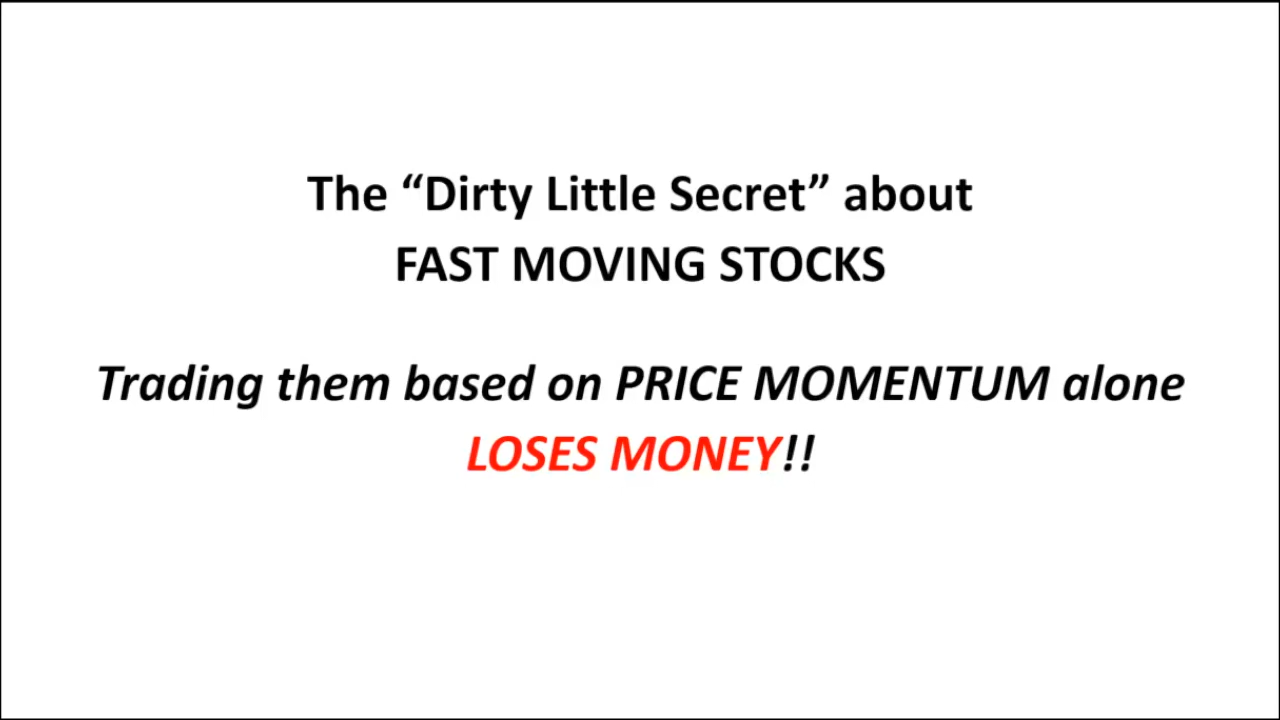 The “Dirty Little Secret” about
FAST MOVING STOCKS
Trading them based on PRICE MOMENTUM alone
LOSES MONEY!!